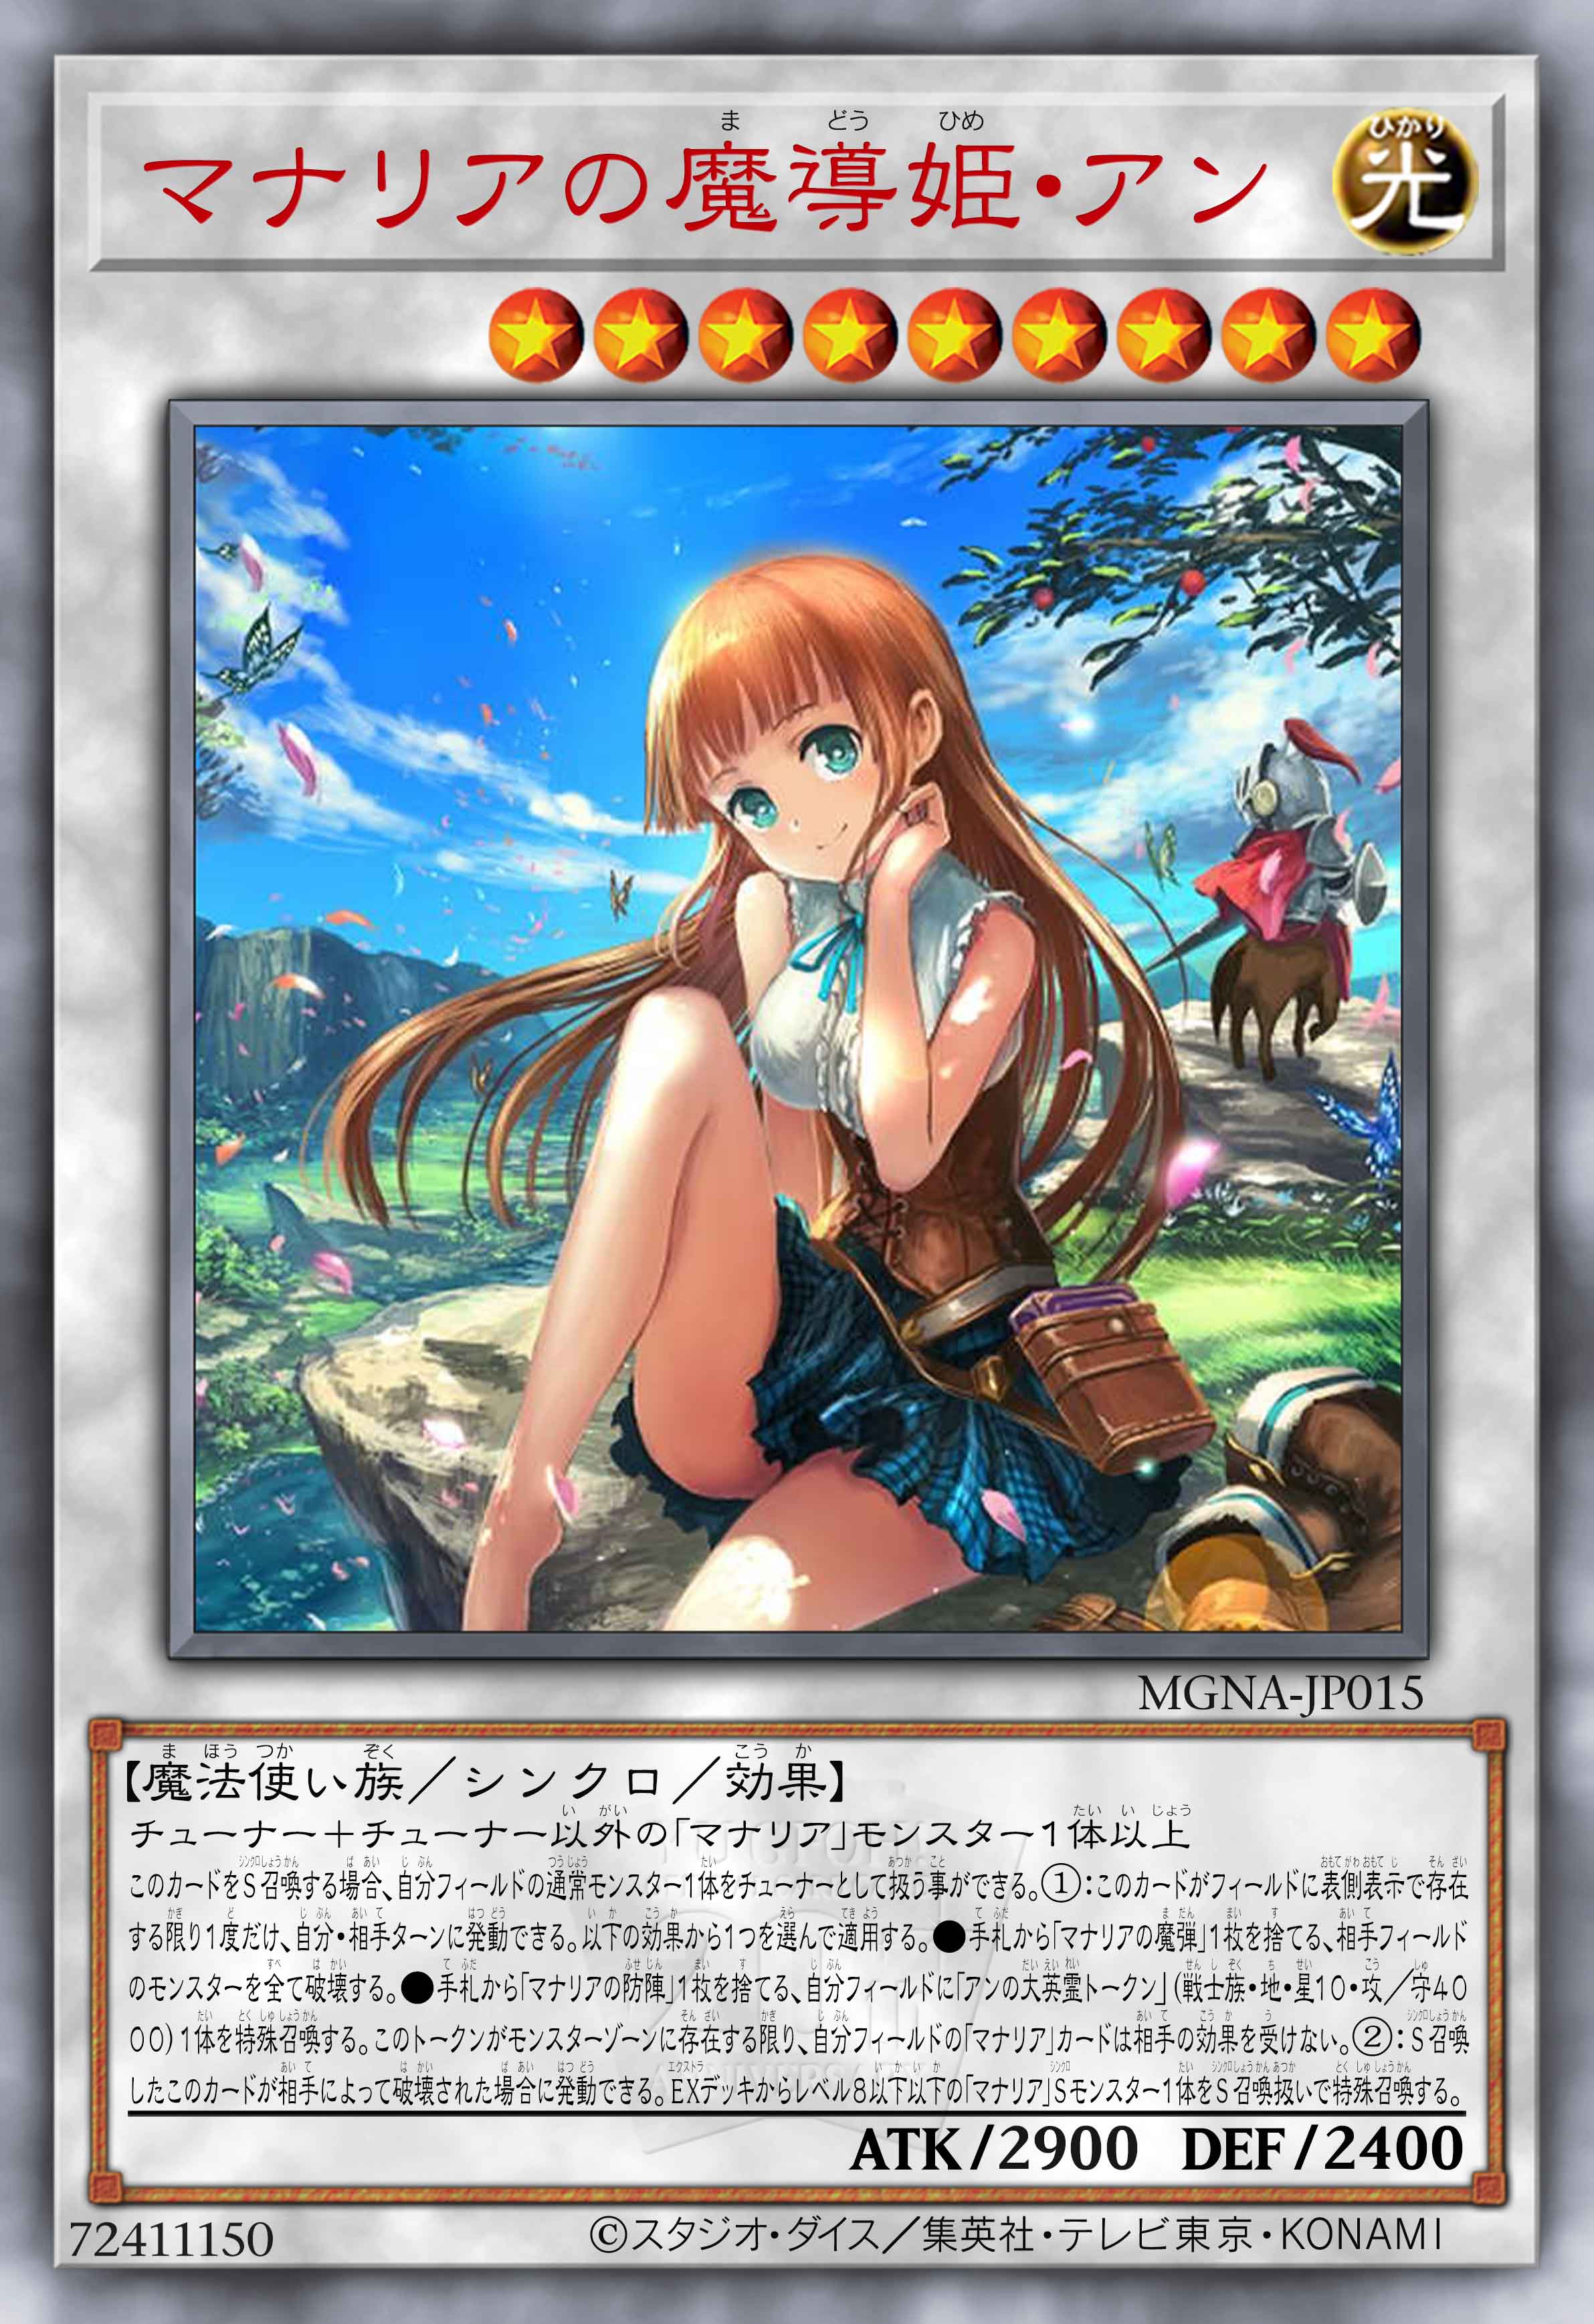 マナリアの魔導姫・アン
光
MGNA-JP015
【魔法使い族／シンクロ／効果】
チューナー＋チューナー以外の「マナリア」モンスター1体以上
このカードをS召喚する場合、自分フィールドの通常モンスター1体をチューナーとして扱う事ができる。①：このカードがフィールドに表側表示で存在
する限り1度だけ、自分・相手ターンに発動できる。以下の効果から1つを選んで適用する。●手札から「マナリアの魔弾」1枚を捨てる、相手フィールド
のモンスターを全て破壊する。●手札から「マナリアの防陣」1枚を捨てる、自分フィールドに「アンの大英霊トークン」(戦士族・地・星10・攻／守40
00)1体を特殊召喚する。このトークンがモンスターゾーンに存在する限り、自分フィールドの「マナリア」カードは相手の効果を受けない。②：S召喚
したこのカードが相手によって破壊された場合に発動できる。EXデッキからレベル8以下以下の「マナリア」Sモンスター1体をS召喚扱いで特殊召喚する。
ATK/2900 DEF/2400
72411150 ©スタジオ・ダイス／集英社・テレビ東京・KONAMI